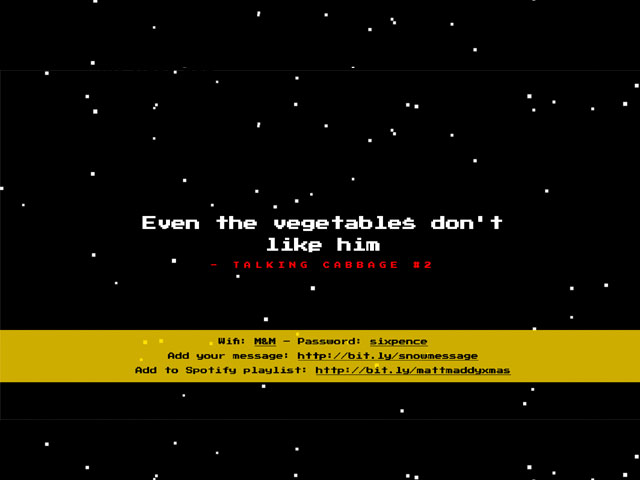 Even the vegetables don't
like him
- TALKING CABBAGE #2
Wifi: M&M - Password: sixpence
Add your message: http://bit.ly/snowmessage
Add to Spotify playlist: http://bit.ly/mattmaddyxmas